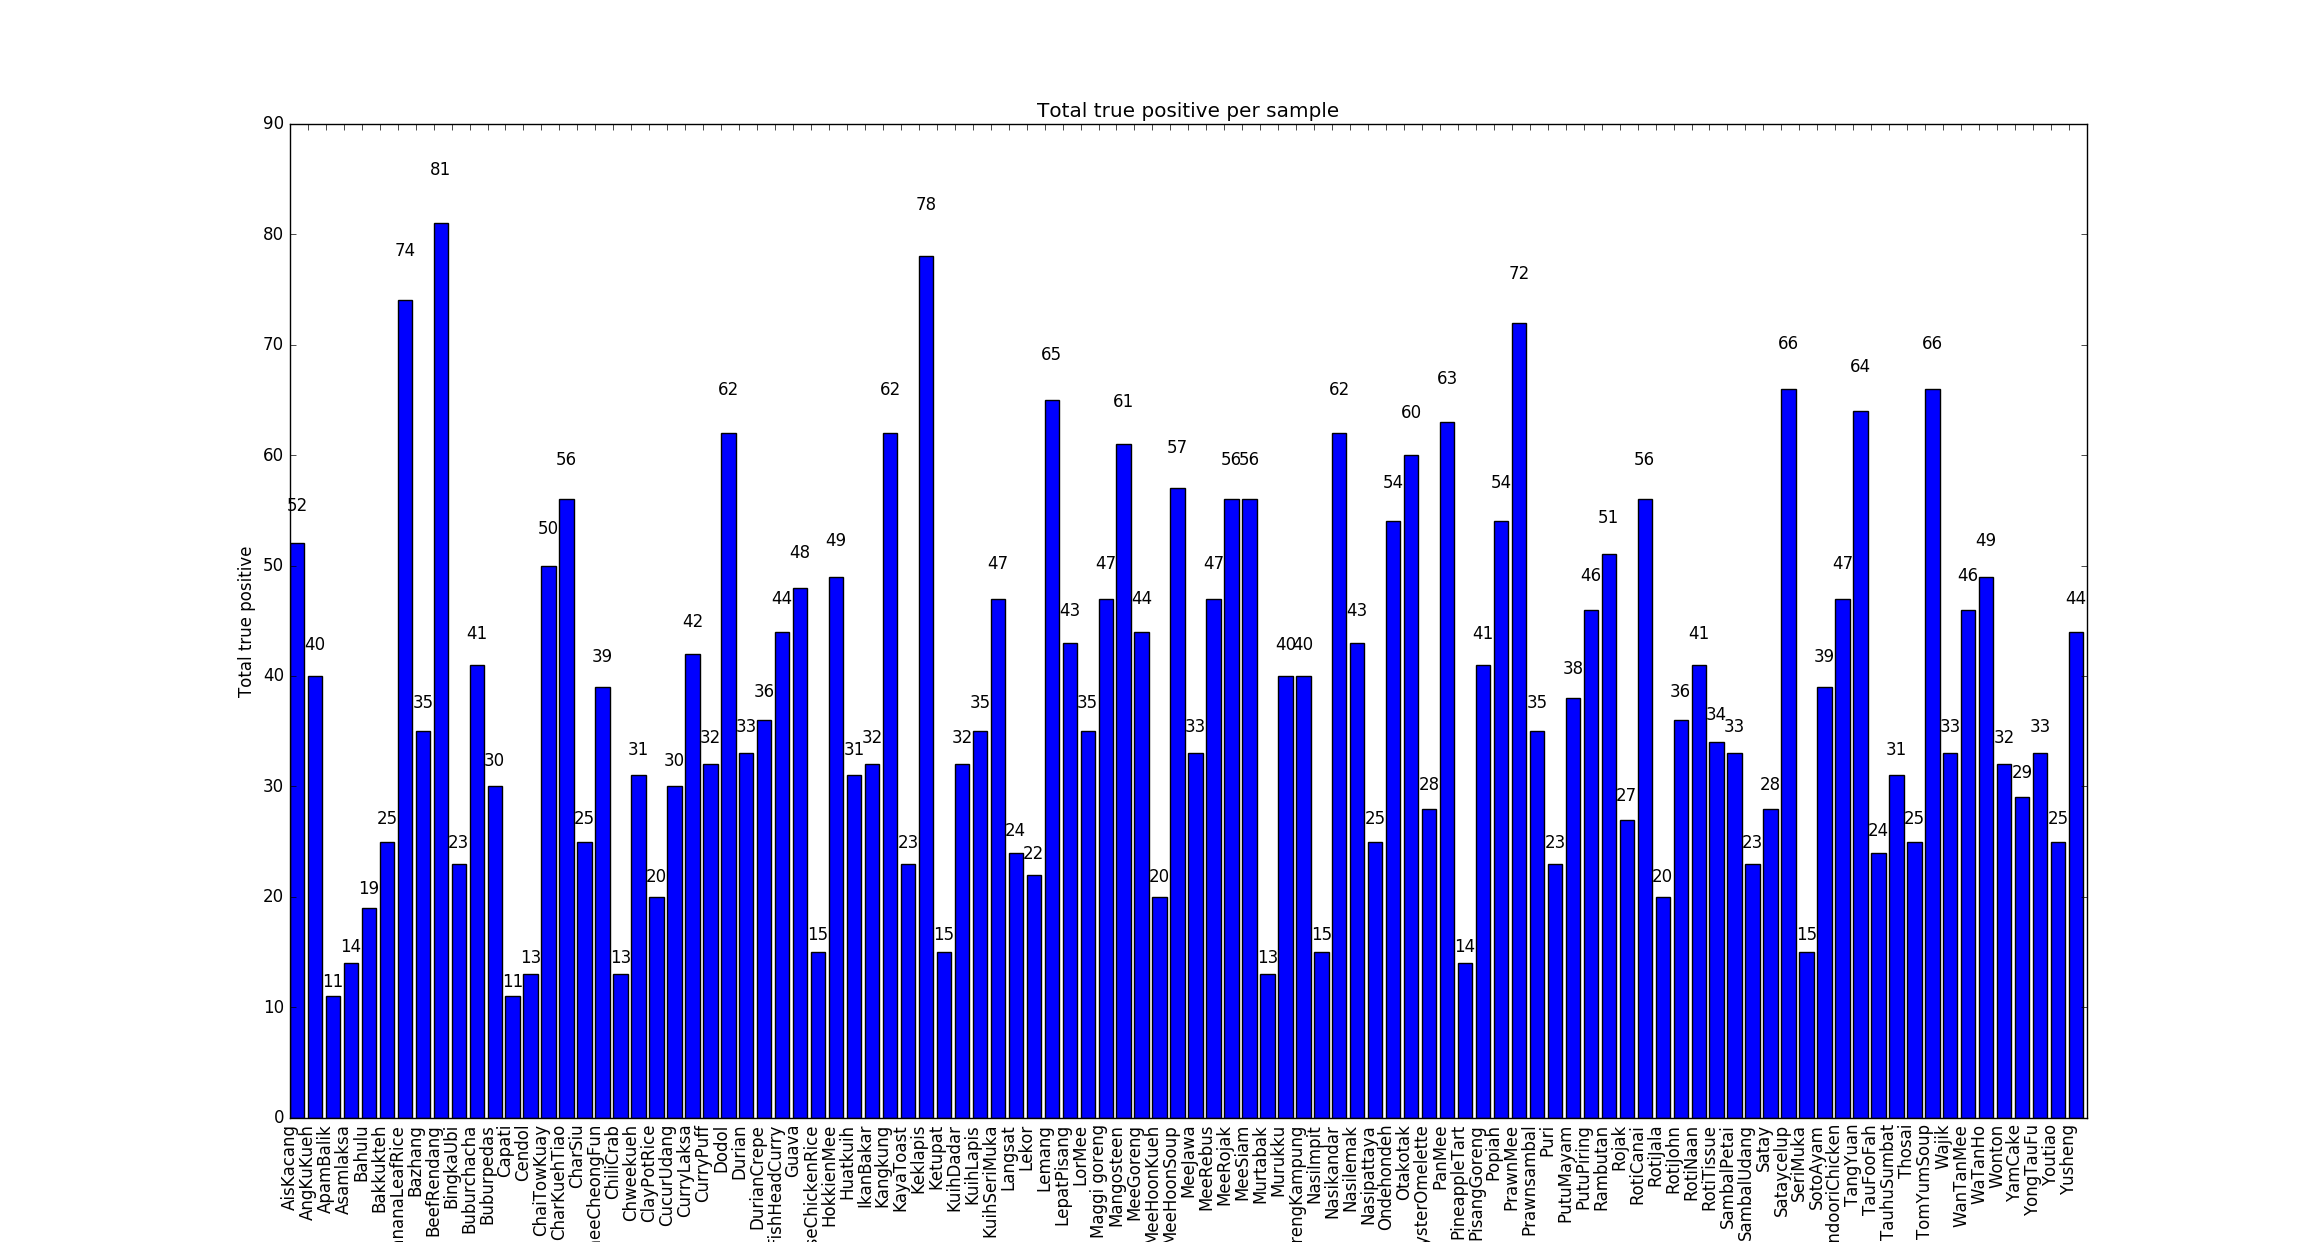 Total true positive per sample
90
80
70
60
50
40
30
20
10
0
Total true positive
52
40
11
14
19
25
74
35
81
23
41
30
11
13
50
56
25
39
13
31
20
30
42
32
62
33
36
44
48
15
49
31
32
62
23
78
15
32
35
47
24
22
65
43
35
47
61
44
20
57
33
47
56
56
13
40
40
15
62
43
25
54
60
28
63
14
41
54
72
35
23
38
46
51
27
56
20
36
41
34
33
23
28
66
15
39
47
64
24
31
25
66
33
46
49
32
29
33
25
44
AisKacang
AngKuKueh
ApamBalik
Asamlaksa
Bahulu
Bakkukteh
nanaLeafRice
Bazhang
BeefRendang
BingkaUbi
Buburchacha
Buburpedas
Capati
Cendol
ChaiTowKuay
CharKuehTiao
CharSiu
eeCheongFun
ChiliCrab
Chweekueh
ClayPotRice
CucurUdang
CurryLaksa
CurryPuff
Dodol
Durian
DurianCrepe
FishHeadCurry
Guava
seChickenRice
HokkienMee
Huatkuih
IkanBakar
Kangkung
KayaToast
Keklapis
Ketupat
KuihDadar
KuihLapis
KuihSeriMuka
Langsat
Lekor
Lemang
LepatPisang
LorMee
Maggi goreng
Mangosteen
MeeGoreng
MeeHoonKueh
MeeHoonSoup
MeeJawa
MeeRebus
MeeRojak
MeeSiam
Murtabak
Murukku
rengKampung
NasiImpit
Nasikandar
Nasilemak
Nasipattaya
Ondehondeh
Otakotak
ysterOmelette
PanMee
PineappleTart
PisangGoreng
Popiah
PrawnMee
Prawnsambal
Puri
PutuMayam
PutuPiring
Rambutan
Rojak
RotiCanai
RotiJala
RotiJohn
RotiNaan
RotiTissue
SambalPetai
SambalUdang
Satay
Sataycelup
SeriMuka
SotoAyam
ndooriChicken
TangYuan
TauFooFah
TauhuSumbat
Thosai
TomYumSoup
Wajik
WanTanMee
WaTanHo
Wonton
YamCake
YongTauFu
Youtiao
Yusheng